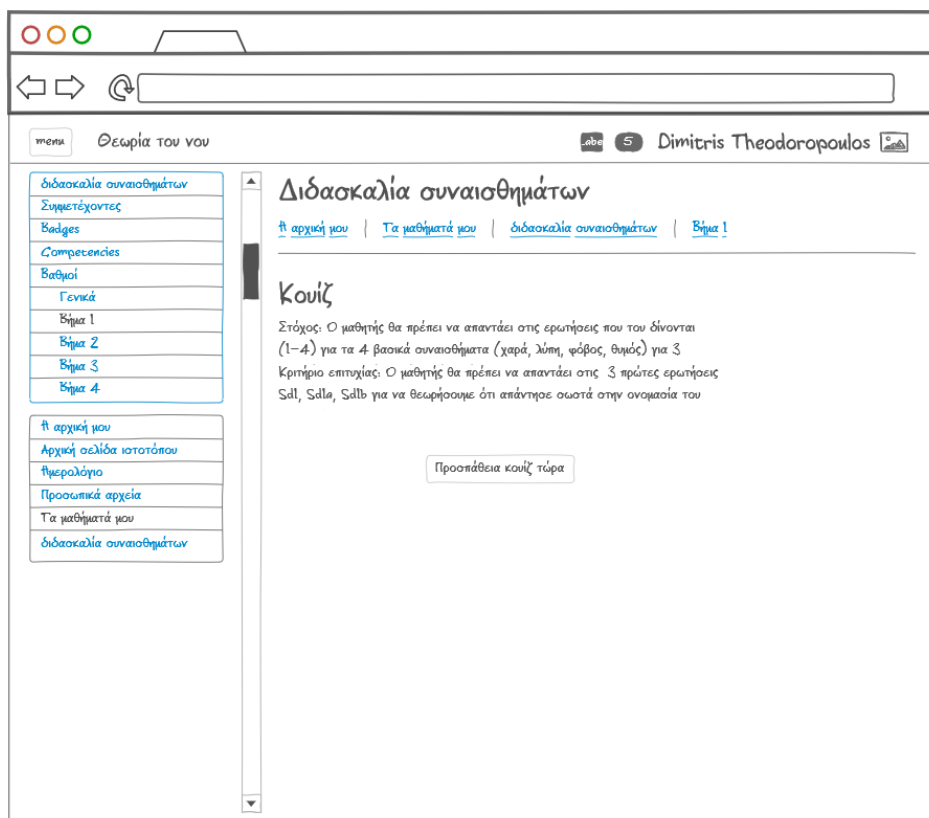 menu Θεωρία του νου .abc 5 Dimitris Theodoropoulos
διδασκαλία συναισθημάτων
Συμμετέχοντες
Badges
Competencies
Βαθμοί
Γενικά
Βήμα 1
Βήμα 2
Βήμα 3
Βήμα 4
Η αρχική μου
Αρχική σελίδα ιστοτόπου
Ημερολόγιο
Προσωπικά αρχεία
Τα μαθήματά μου
διδασκαλία συναισθημάτων
Διδασκαλία συναισθημάτων
Η αρχική μου | Τα μαθήματά μου | διδασκαλία συναισθημάτων | Βήμα 1
Κουίζ
Στόχος: Ο μαθητής θα πρέπει να απαντάει στις ερωτήσεις που του δίνονται
(1-4) για τα 4 βασικά συναισθήματα (χαρά, λύπη, φόβος, θυμός) για 3
Κριτήριο επιτυχίας: Ο μαθητής θα πρέπει να απαντάει στις 3 πρώτες ερωτήσεις
Sd1, Sd1a, Sd1b για να θεωρήσουμε ότι απάντησε σωστά στην ονομασία του
Προσπάθεια κουίζ τώρα